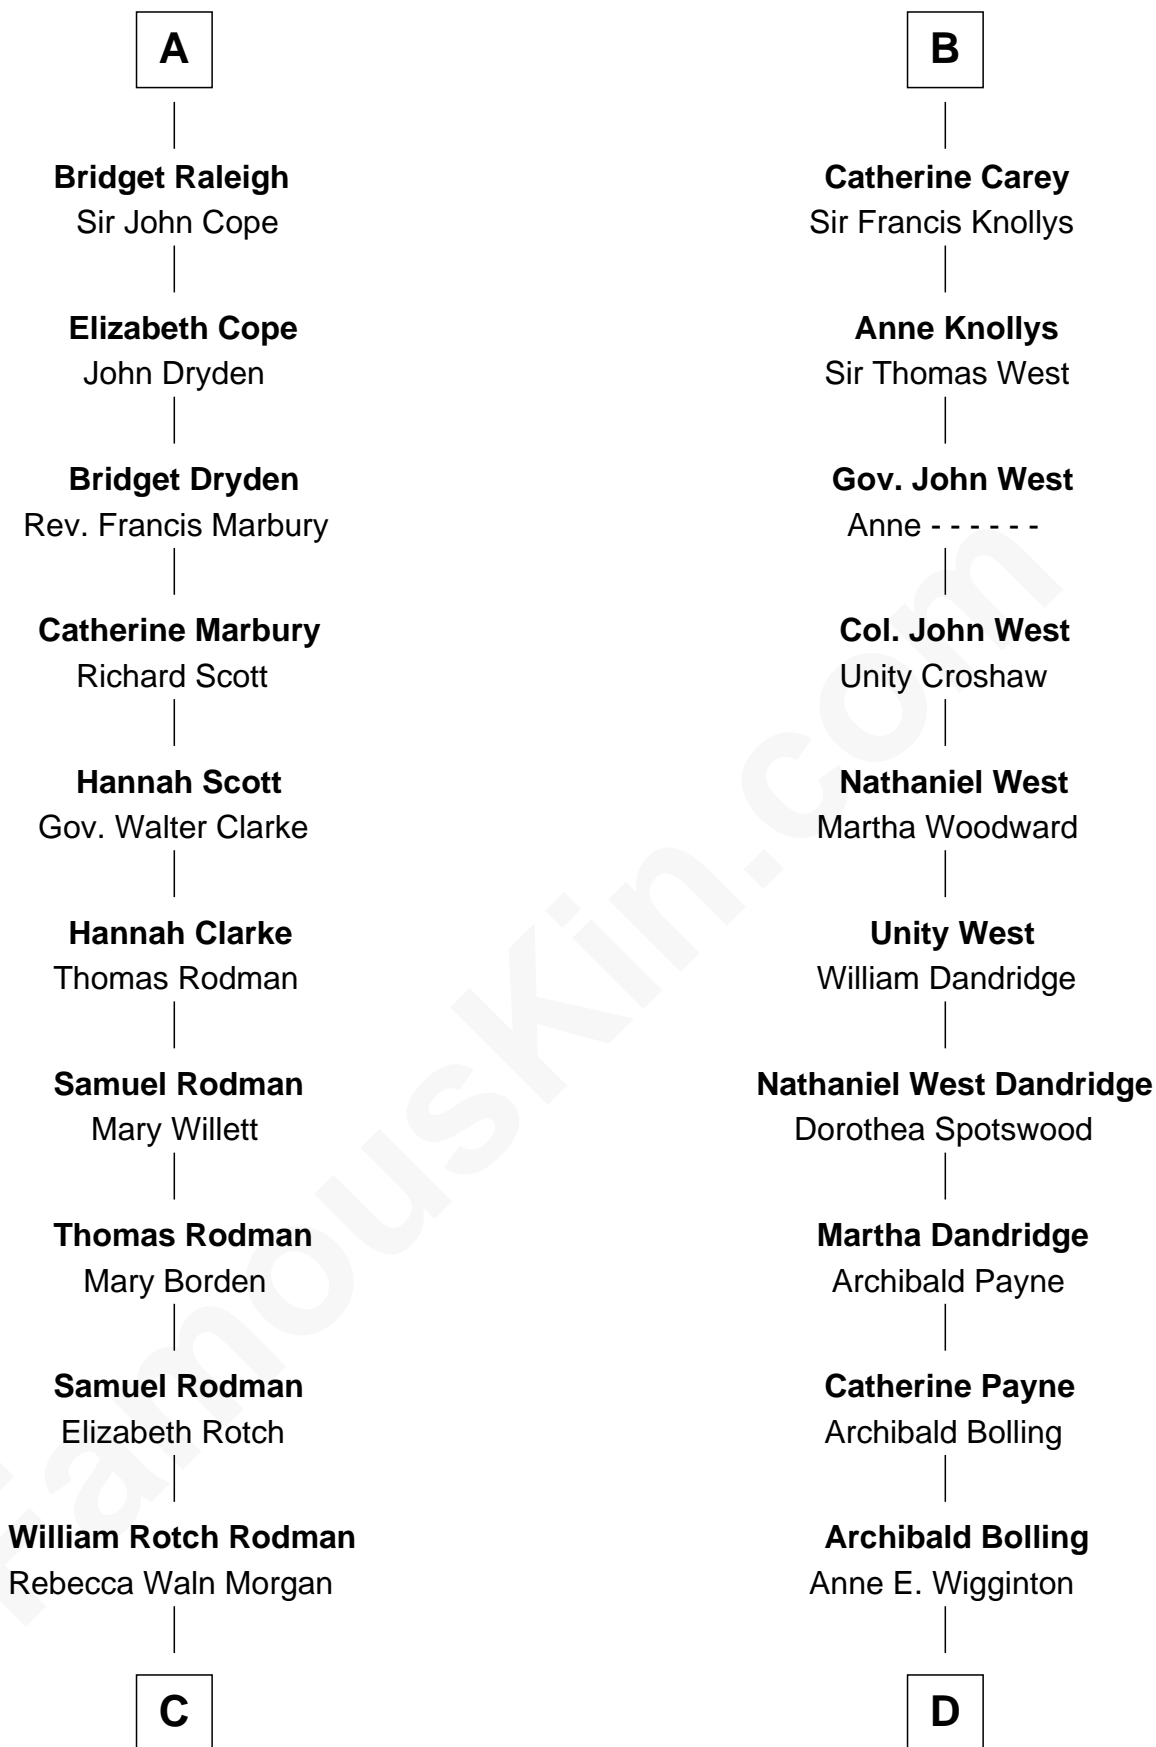 A
Bridget Raleigh
Sir John Cope
Elizabeth Cope
John Dryden
Bridget Dryden
Rev. Francis Marbury
Catherine Marbury
Richard Scott
Hannah Scott
Gov. Walter Clarke
Hannah Clarke
Thomas Rodman
Samuel Rodman
Mary Willett
Thomas Rodman
Mary Borden
Samuel Rodman
Elizabeth Rotch
William Rotch Rodman
Rebecca Waln Morgan
C
B
Catherine Carey
Sir Francis Knollys
Anne Knollys
Sir Thomas West
Gov. John West
Anne - - - - - -
Col. John West
Unity Croshaw
Nathaniel West
Martha Woodward
Unity West
William Dandridge
Nathaniel West Dandridge
Dorothea Spotswood
Martha Dandridge
Archibald Payne
Catherine Payne
Archibald Bolling
Archibald Bolling
Anne E. Wigginton
D
FamousKin.com